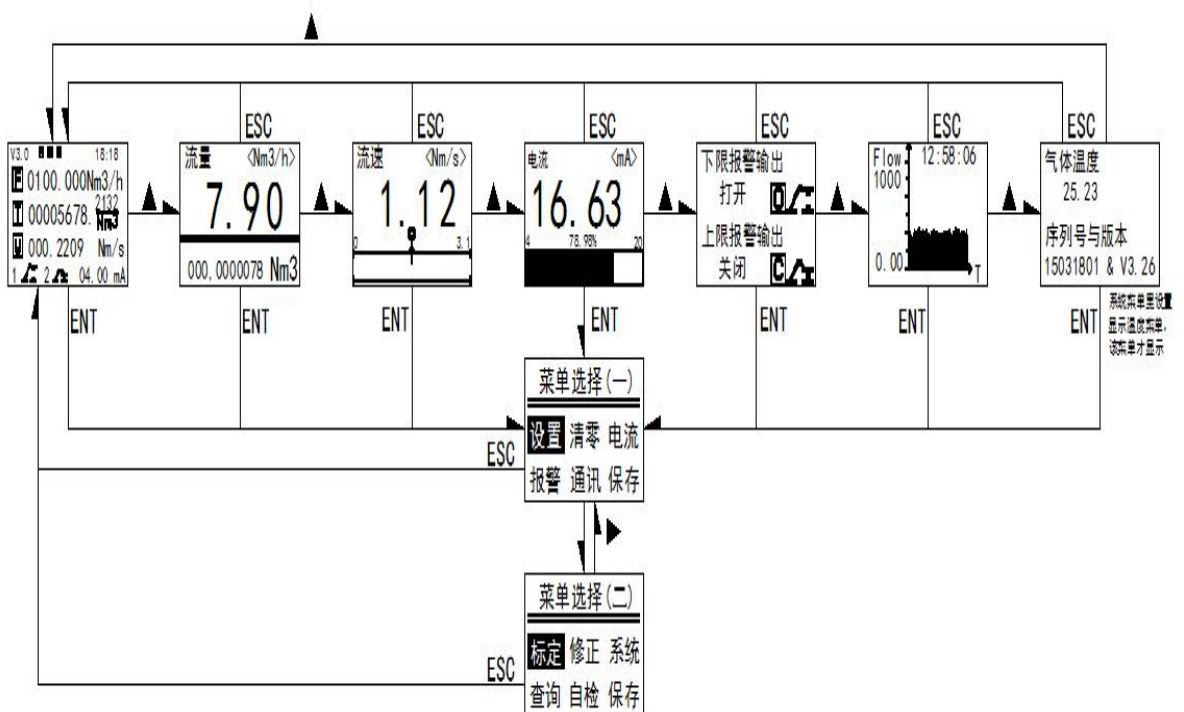 ESC ESC ESC ESC ESC ESC
V3.0 18:18
F 0100.000Nm3/h
I 00005678.2132 Nm3
W 000.2209 Nm/s
1 2 04.00 mA
流量 <Nm3/h>
7.90
000,0000078 Nm3
流速 <Nm/s>
1.12
0 3.1
电流 <mA>
16.63
4 78.98% 20
下限报警输出
打开 O
上限报警输出
关闭 C
Flow 12:58:06
1000
0.00
T
气体温度
25.23
序列号与版本
15031801 & V3.26
ENT ENT ENT ENT ENT ENT ENT
系统菜单里设置
显示温度菜单，
该菜单才显示
菜单选择(一)
设置 清零 电流
ESC
报警 通讯 保存
菜单选择(二)
标定 修正 系统
ESC
查询 自检 保存